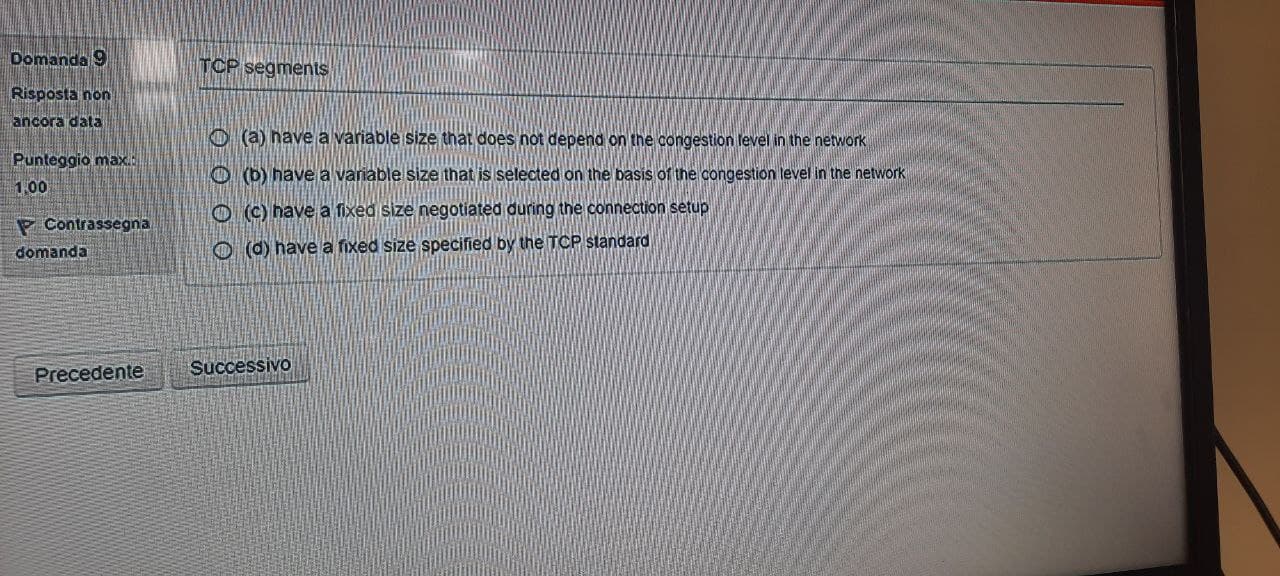 Domanda 9
Risposta non
ancora data
Punteggio max.:
1,00
Contrassegna
domanda
TCP segments
(a) have a variable size that does not depend on the congestion level in the network
(b) have a variable size that is selected on the basis of the congestion level in the network
(c) have a fixed size negotiated during the connection setup
(d) have a fixed size specified by the TCP standard
Precedente
Successivo